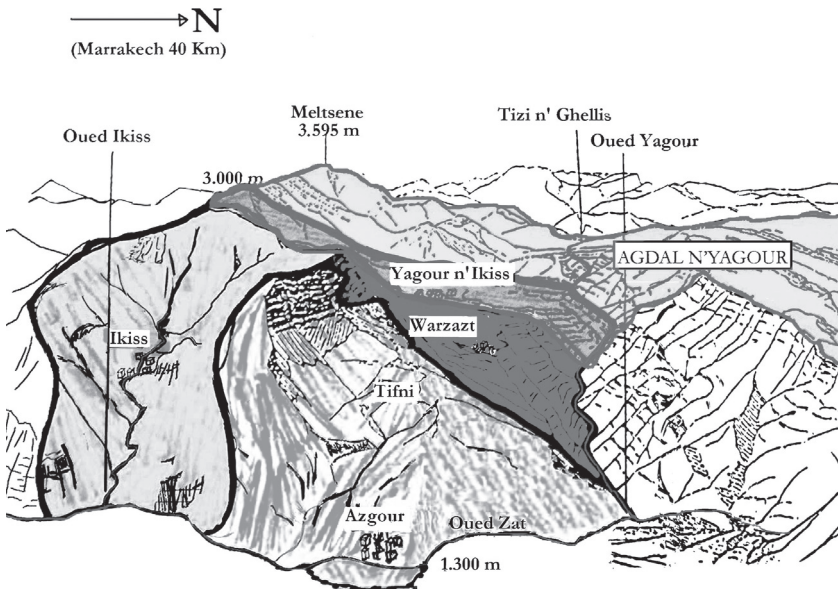 N
(Marrakech 40 Km)
Meltsene
3.595 m
Tizi n' Ghellis
Oued Ikiss
Oued Yagour
3.000 m
AGDAL N'YAGOUR
Yagour n' Ikiss
Ikiss
Warzazt
Tifni
Azgour
Oued Zat
1.300 m